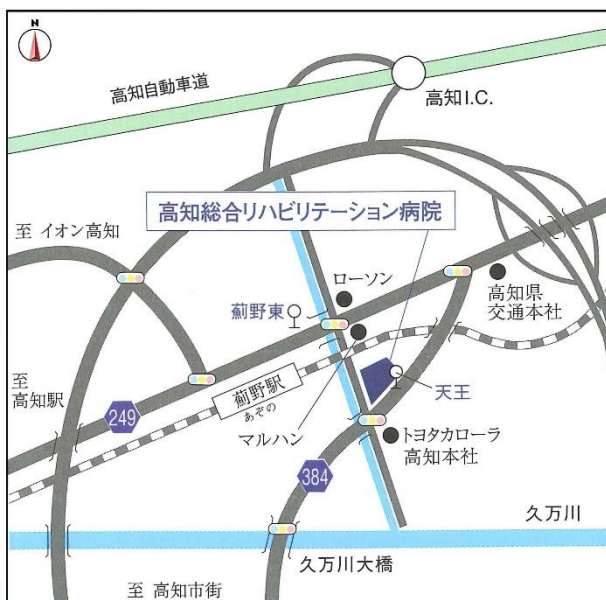 N
高知自動車道
高知I.C.
高知総合リハビリテーション病院
至 イオン高知
ローソン
薊野東
高知県
交通本社
至
高知駅
薊野駅
あぞの
天王
249
マルハン
トヨタカローラ
高知本社
384
久万川
久万川大橋
至 高知市街